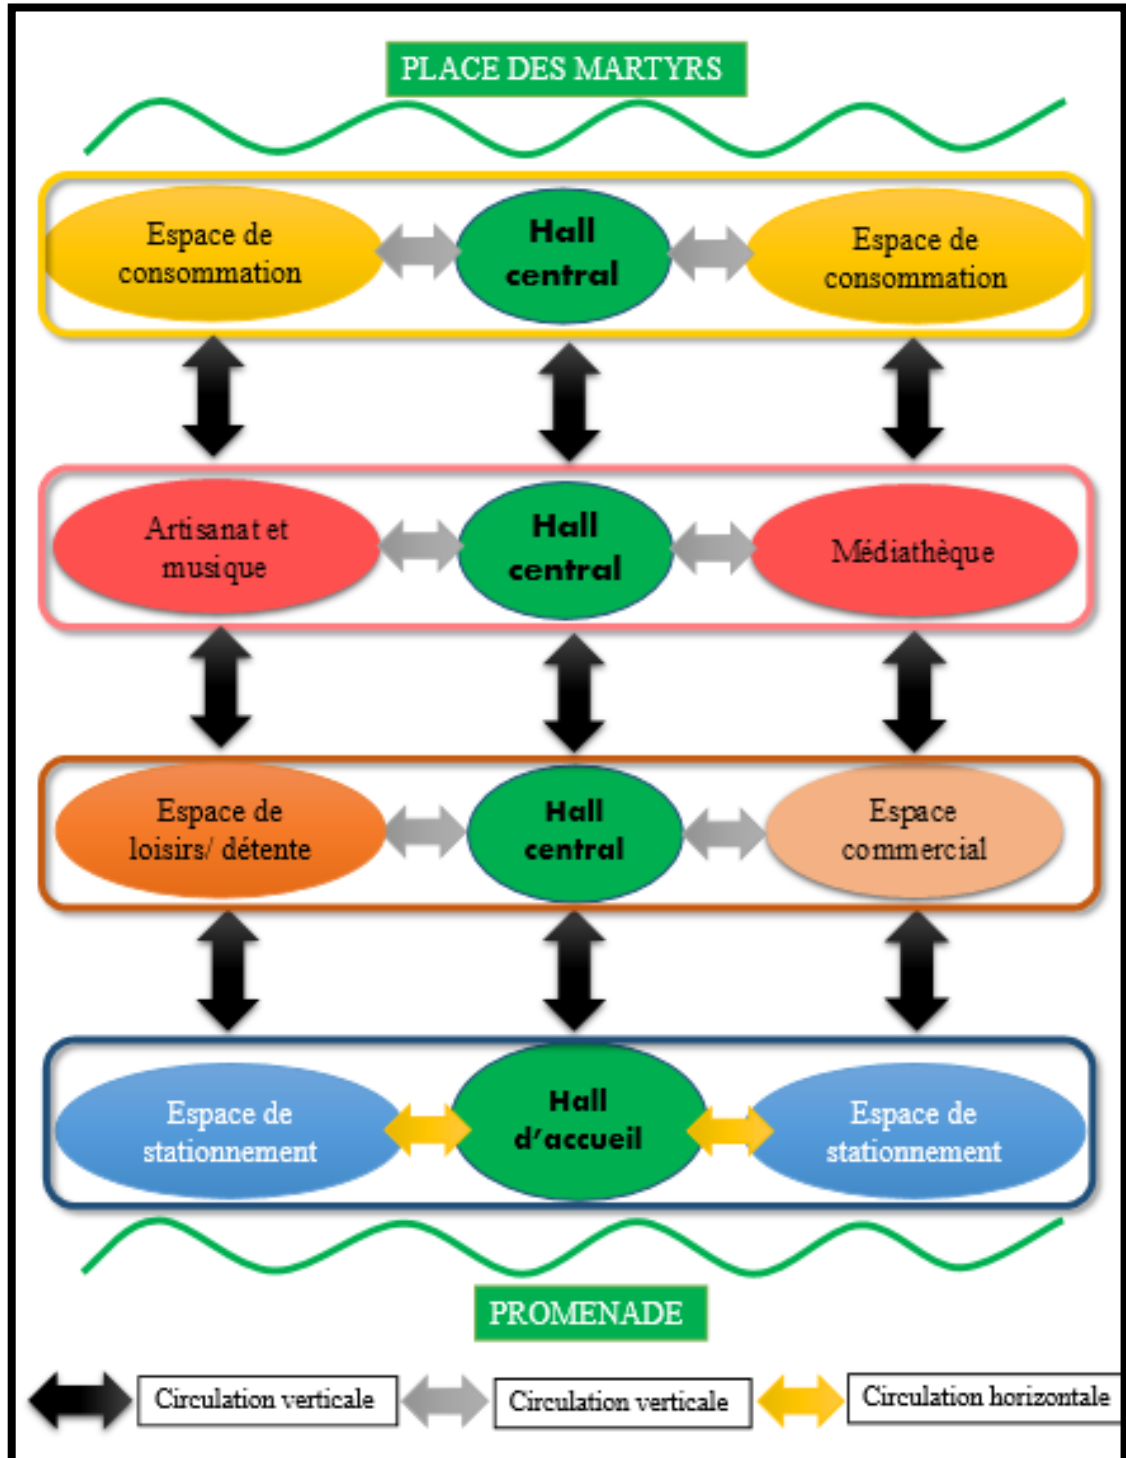 PLACE DES MARTYRS
Espace de
consommation
Hall
central
Espace de
consommation
Artisanat et
musique
Hall
central
Médiathèque
Espace de
loisirs/ détente
Hall
central
Espace
commercial
Espace de
stationnement
Hall
d’accueil
Espace de
stationnement
PROMENADE
Circulation verticale
Circulation verticale
Circulation horizontale